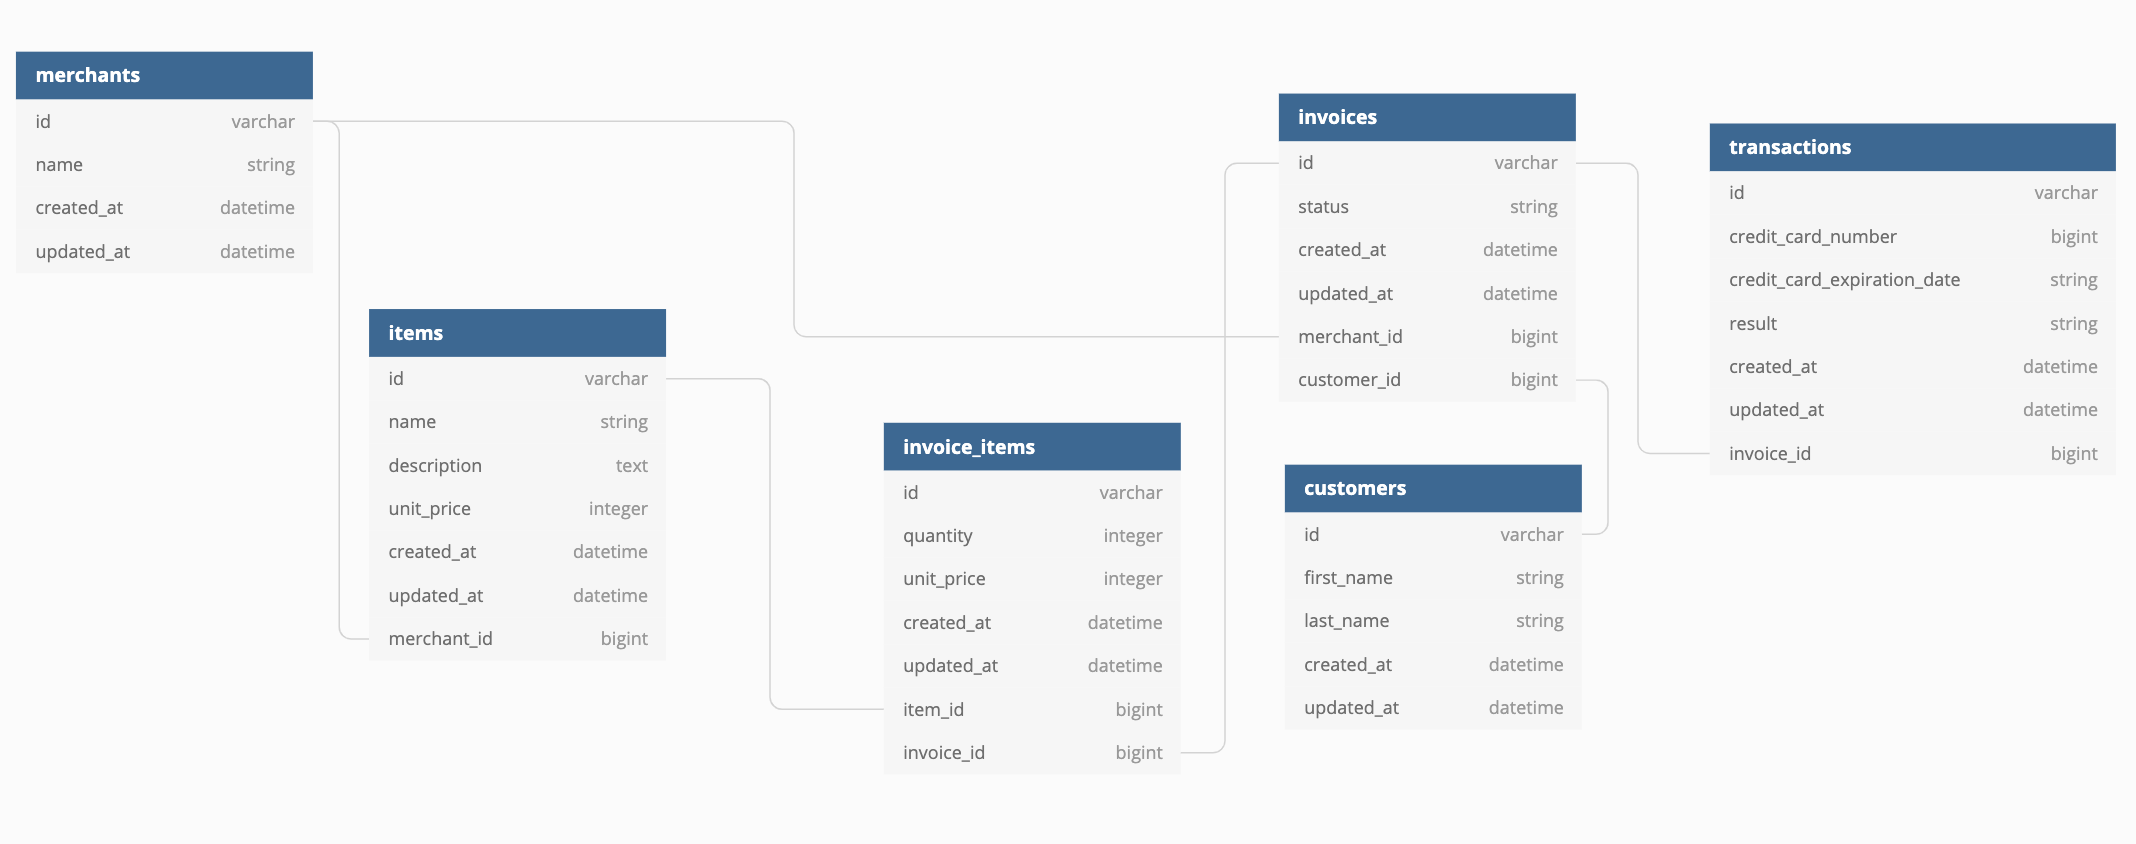 merchants
id varchar
name string
created_at datetime
updated_at datetime
items
id varchar
name string
description text
unit_price integer
created_at datetime
updated_at datetime
merchant_id bigint
invoice_items
id varchar
quantity integer
unit_price integer
created_at datetime
updated_at datetime
item_id bigint
invoice_id bigint
invoices
id varchar
status string
created_at datetime
updated_at datetime
merchant_id bigint
customer_id bigint
customers
id varchar
first_name string
last_name string
created_at datetime
updated_at datetime
transactions
id varchar
credit_card_number bigint
credit_card_expiration_date string
result string
created_at datetime
updated_at datetime
invoice_id bigint